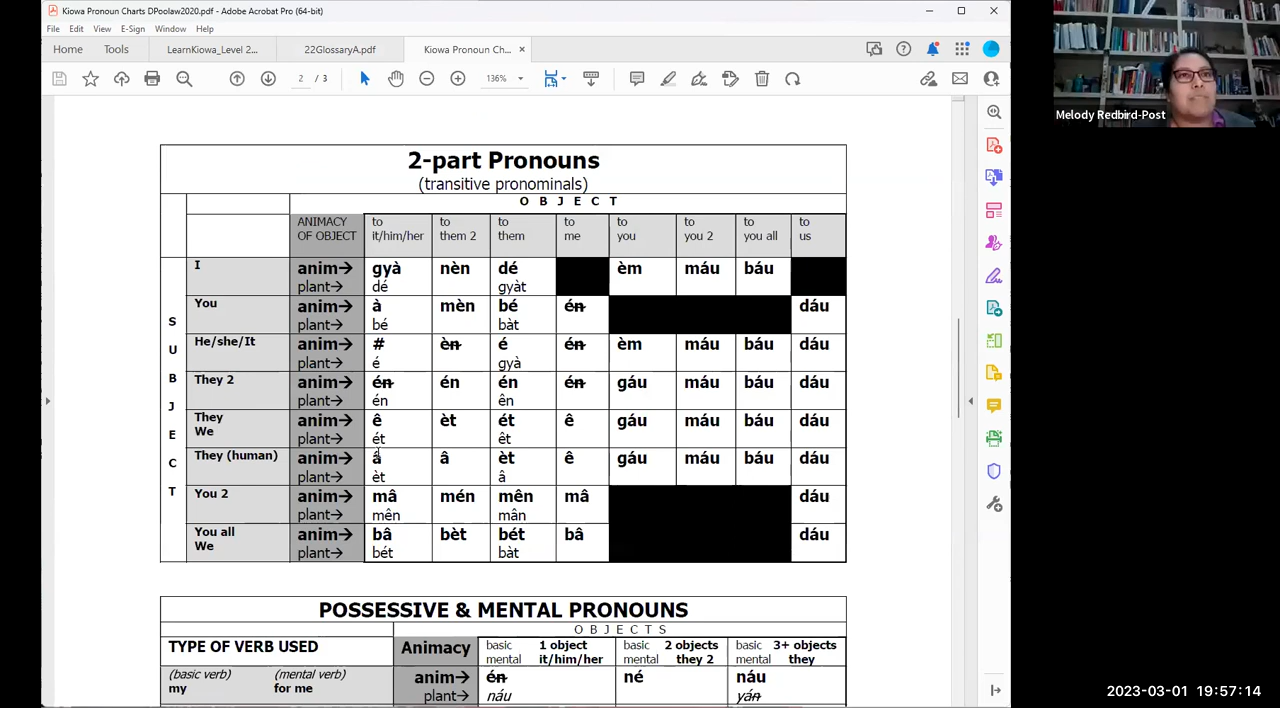 Kiowa Pronoun Charts DPoolaw2020.pdf - Adobe Acrobat Pro (64-bit)
File Edit View E-Sign Window Help
Home Tools LearnKiowa_Level 2... 22GlossaryA.pdf Kiowa Pronoun Ch... ×
2 / 3 136%
Melody Redbird-Post
2-part Pronouns
(transitive pronominals)
O B J E C T
ANIMACY OF OBJECT to it/him/her to them 2 to them to me to you to you 2 to you all to us
SUBJECT
I anim→ gyà nèn dé èm máu báu
plant→ dé gyàt
You anim→ à mèn bé én dáu
plant→ bé bàt
He/she/It anim→ # èn é én èm máu báu dáu
plant→ é gyà
They 2 anim→ én én én én gáu máu báu dáu
plant→ én ên
They We anim→ ê èt ét ê gáu máu báu dáu
plant→ ét êt
They (human) anim→ â â èt ê gáu máu báu dáu
plant→ èt â
You 2 anim→ mâ mén mên mâ dáu
plant→ mên mân
You all We anim→ bâ bèt bét bâ dáu
plant→ bét bàt
POSSESSIVE & MENTAL PRONOUNS
O B J E C T S
TYPE OF VERB USED Animacy basic 1 object basic 2 objects basic 3+ objects
mental it/him/her mental they 2 mental they
(basic verb) (mental verb) anim→ én né náu
my for me plant→ náu yán
2023-03-01 19:57:14